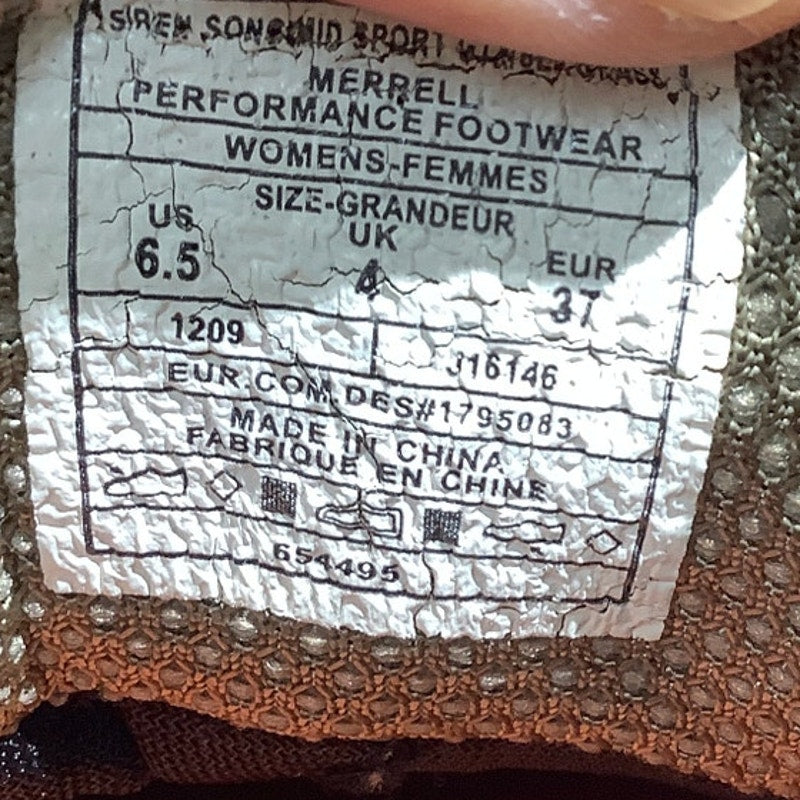 SIREN SONG MID SPORT
MERRELL
PERFORMANCE FOOTWEAR
WOMENS-FEMMES
SIZE-GRANDEUR
US UK EUR
6.5 4 37
1209 J16146
EUR.COM.DES#1795083
MADE IN CHINA
FABRIQUE EN CHINE
654495